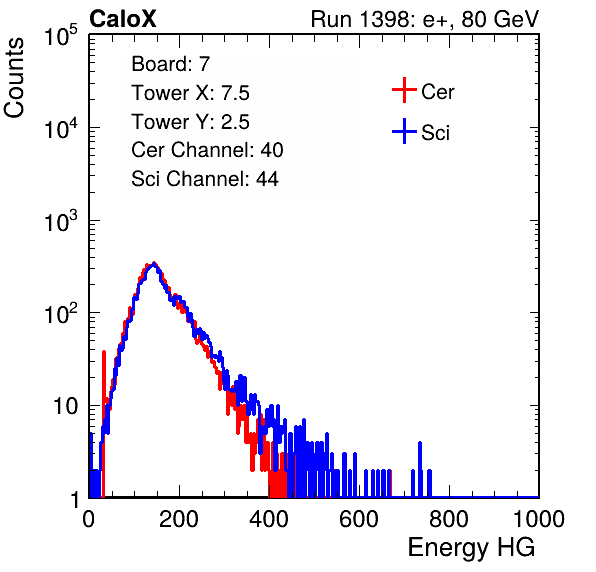 CaloX
Run 1398: e+, 80 GeV
Counts
Board: 7
Tower X: 7.5
Tower Y: 2.5
Cer Channel: 40
Sci Channel: 44
Cer
Sci
10^5
10^4
10^3
10^2
10
1
0 200 400 600 800 1000
Energy HG